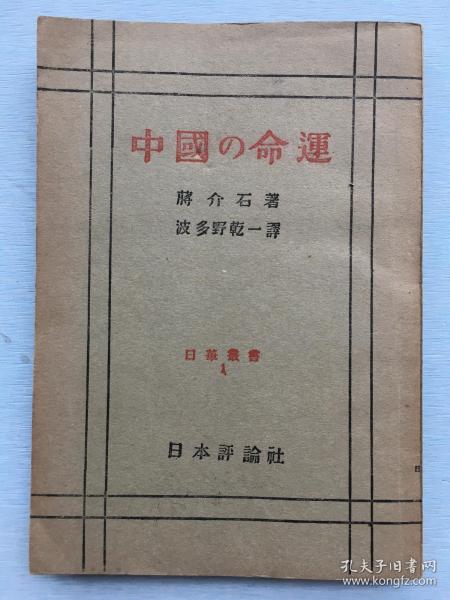 中國の命運
蔣介石著
波多野乾一譯
日華叢書
1
日本評論社
日
孔夫子旧书网
www.kongfz.com